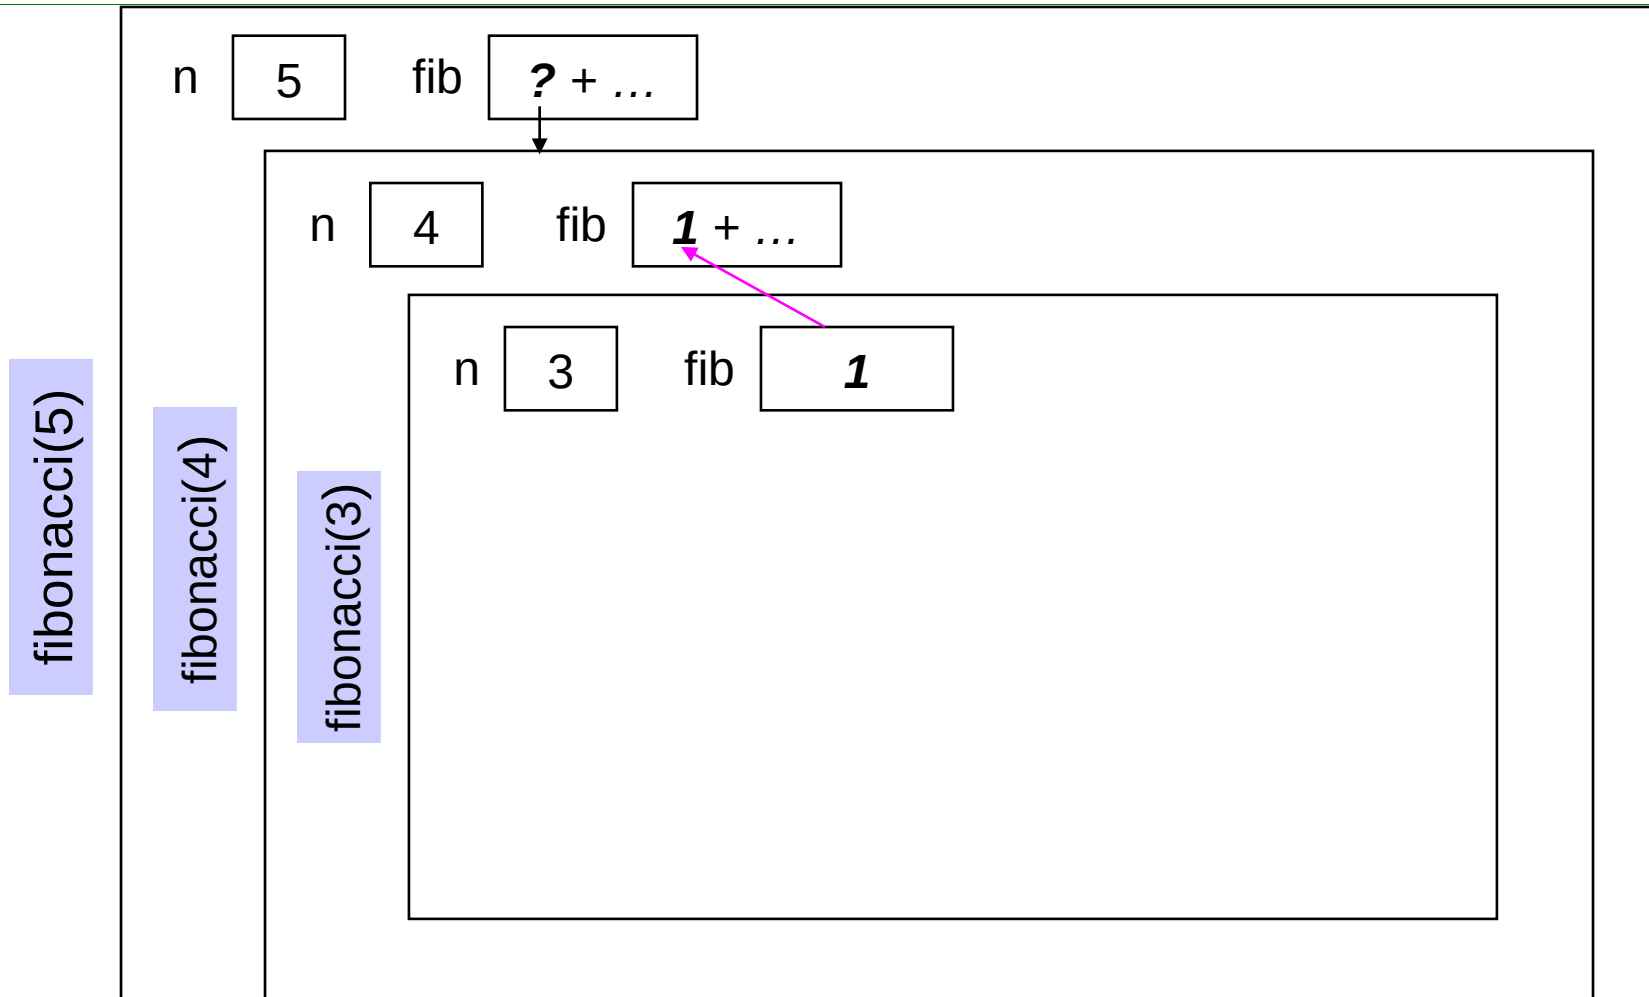 n 5 fib ? + …
n 4 fib 1 + …
n 3 fib 1
fibonacci(5)
fibonacci(4)
fibonacci(3)